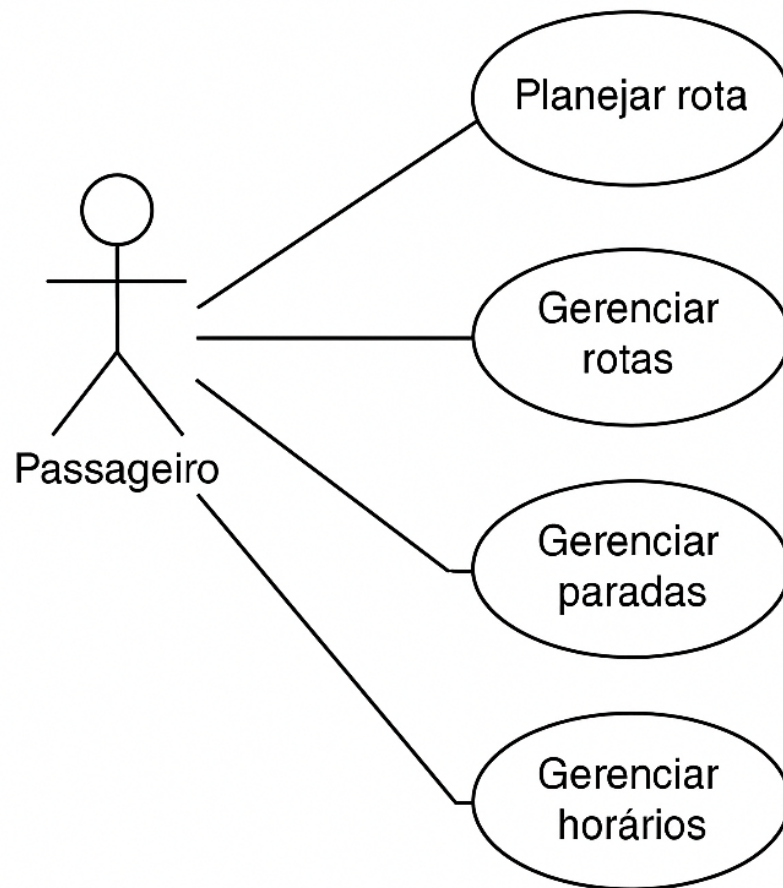 Planejar rota
Gerenciar
rotas
Passageiro
Gerenciar
paradas
Gerenciar
horários